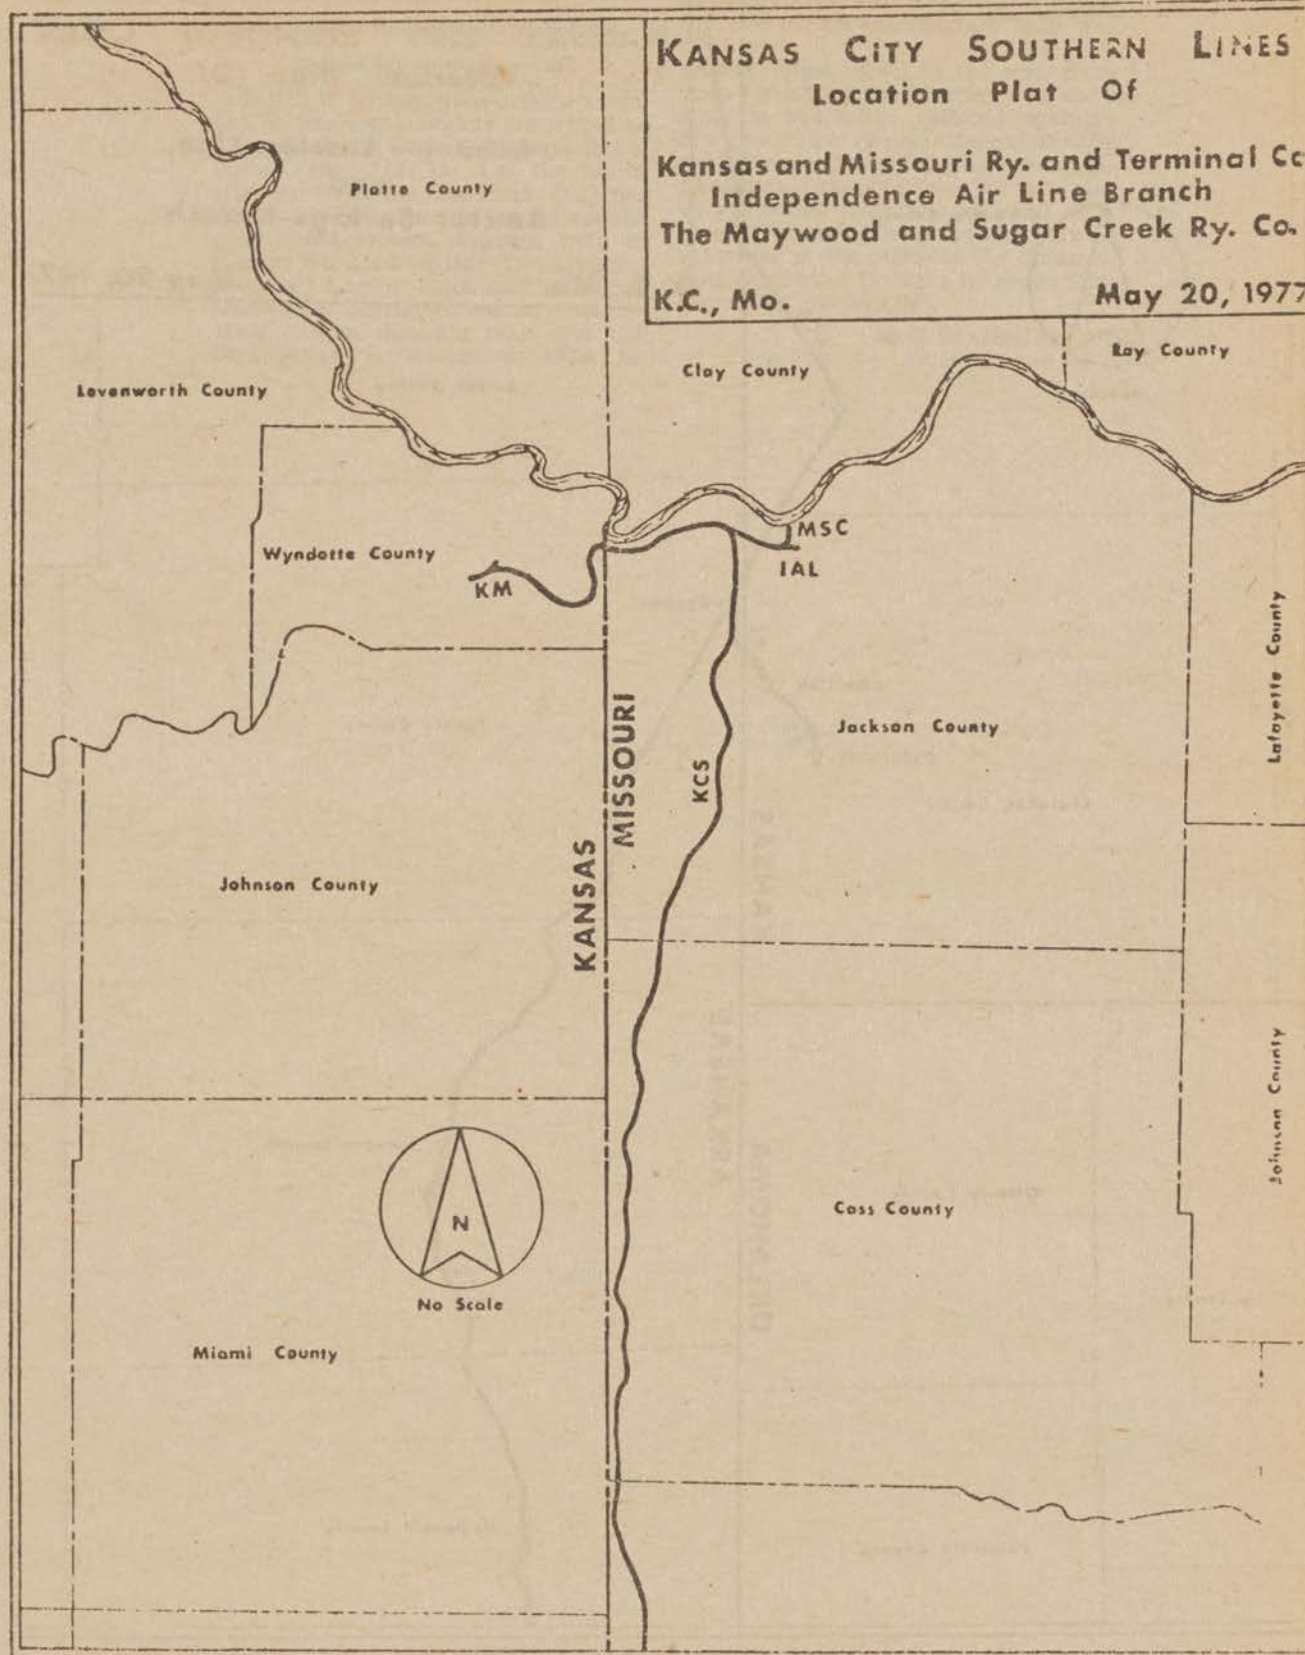 KANSAS CITY SOUTHERN LINES
Location Plat Of
Kansas and Missouri Ry. and Terminal Co
Independence Air Line Branch
The Maywood and Sugar Creek Ry. Co.
K.C., Mo. May 20, 1977
Platte County
Ray County
Clay County
Levenworth County
MSC
Wyndotte County
IAL
KM
Lafayette County
MISSOURI
Jackson County
KCS
KANSAS
Johnson County
Johnson County
Cass County
N
No Scale
Miami County